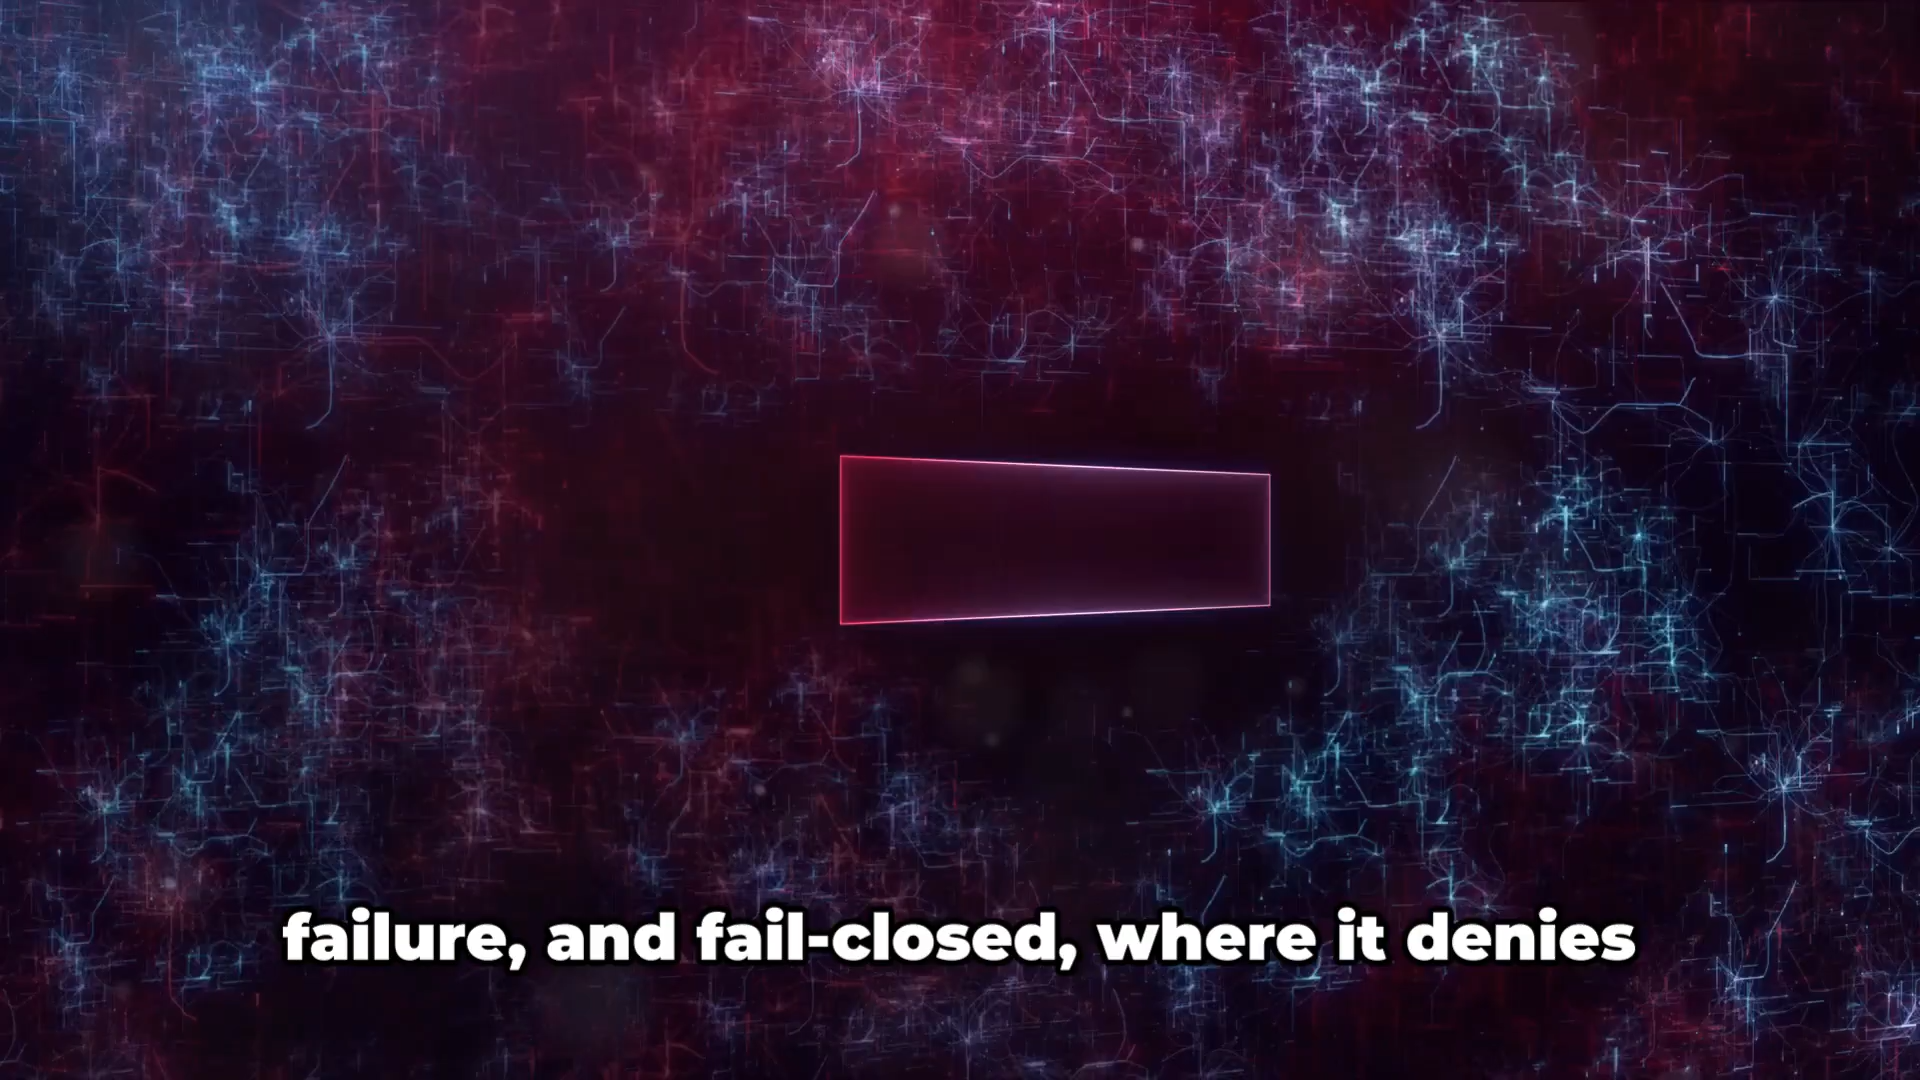 failure, and fail-closed, where it denies